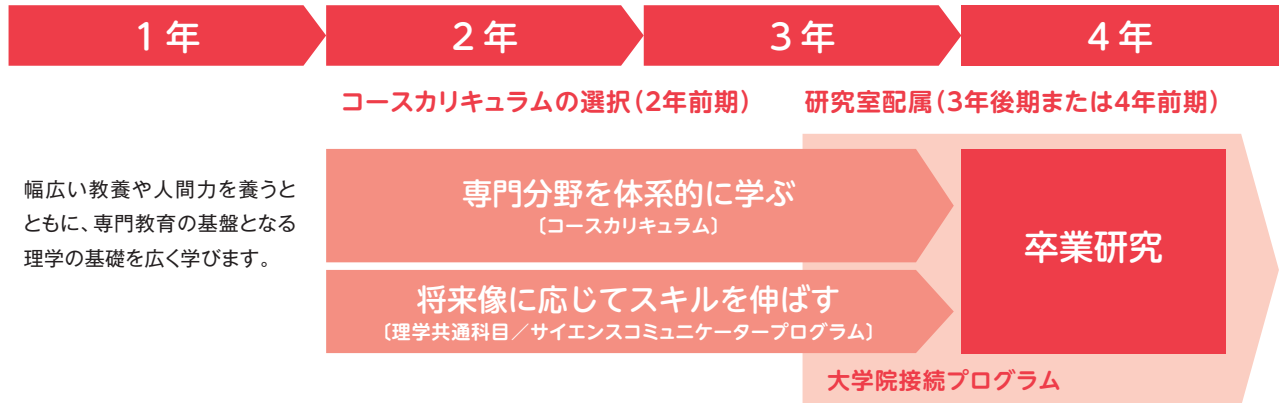 1年
2年
3年
4年
コースカリキュラムの選択（2年前期）
研究室配属（3年後期または4年前期）
幅広い教養や人間力を養うと
ともに、専門教育の基盤となる
理学の基礎を広く学びます。
専門分野を体系的に学ぶ
〔コースカリキュラム〕
将来像に応じてスキルを伸ばす
〔理学共通科目／サイエンスコミュニケータープログラム〕
卒業研究
大学院接続プログラム